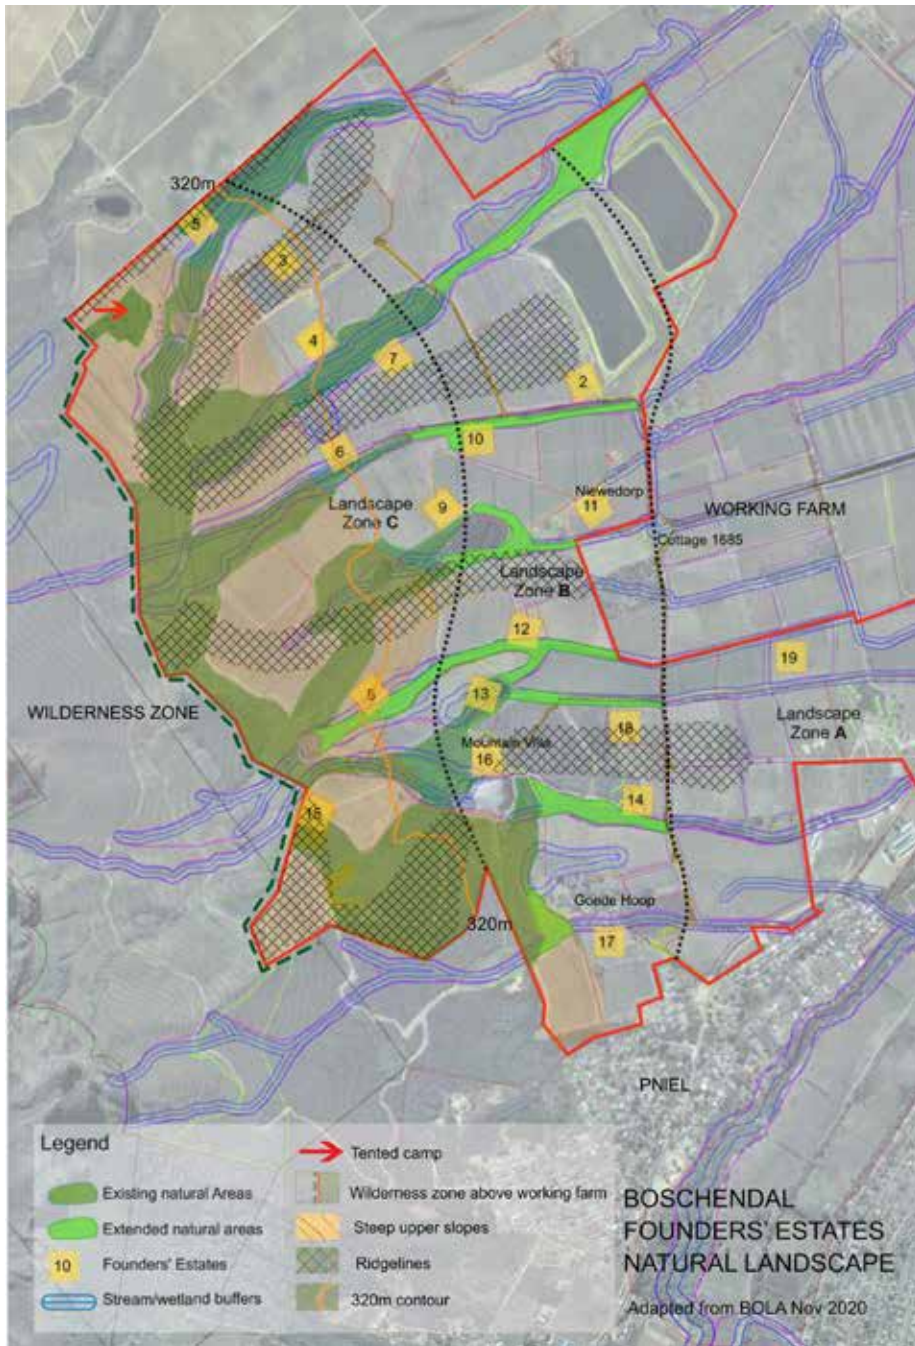 320m
5
3
4
7
2
6
10
Landscape
Zone C
9
Niewedorp
11
WORKING FARM
Cottage 1685
Landscape
Zone B
12
19
5
13
WILDERNESS ZONE
18
Landscape
Zone A
Mountain Villa
16
15
14
Goede Hoop
320m
17
PNIEL
Legend
Existing natural Areas
Extended natural areas
10
Founders' Estates
Stream/wetland buffers
Tented camp
Wilderness zone above working farm
Steep upper slopes
Ridgelines
320m contour
BOSCHENDAL
FOUNDERS' ESTATES
NATURAL LANDSCAPE
Adapted from BOLA Nov 2020